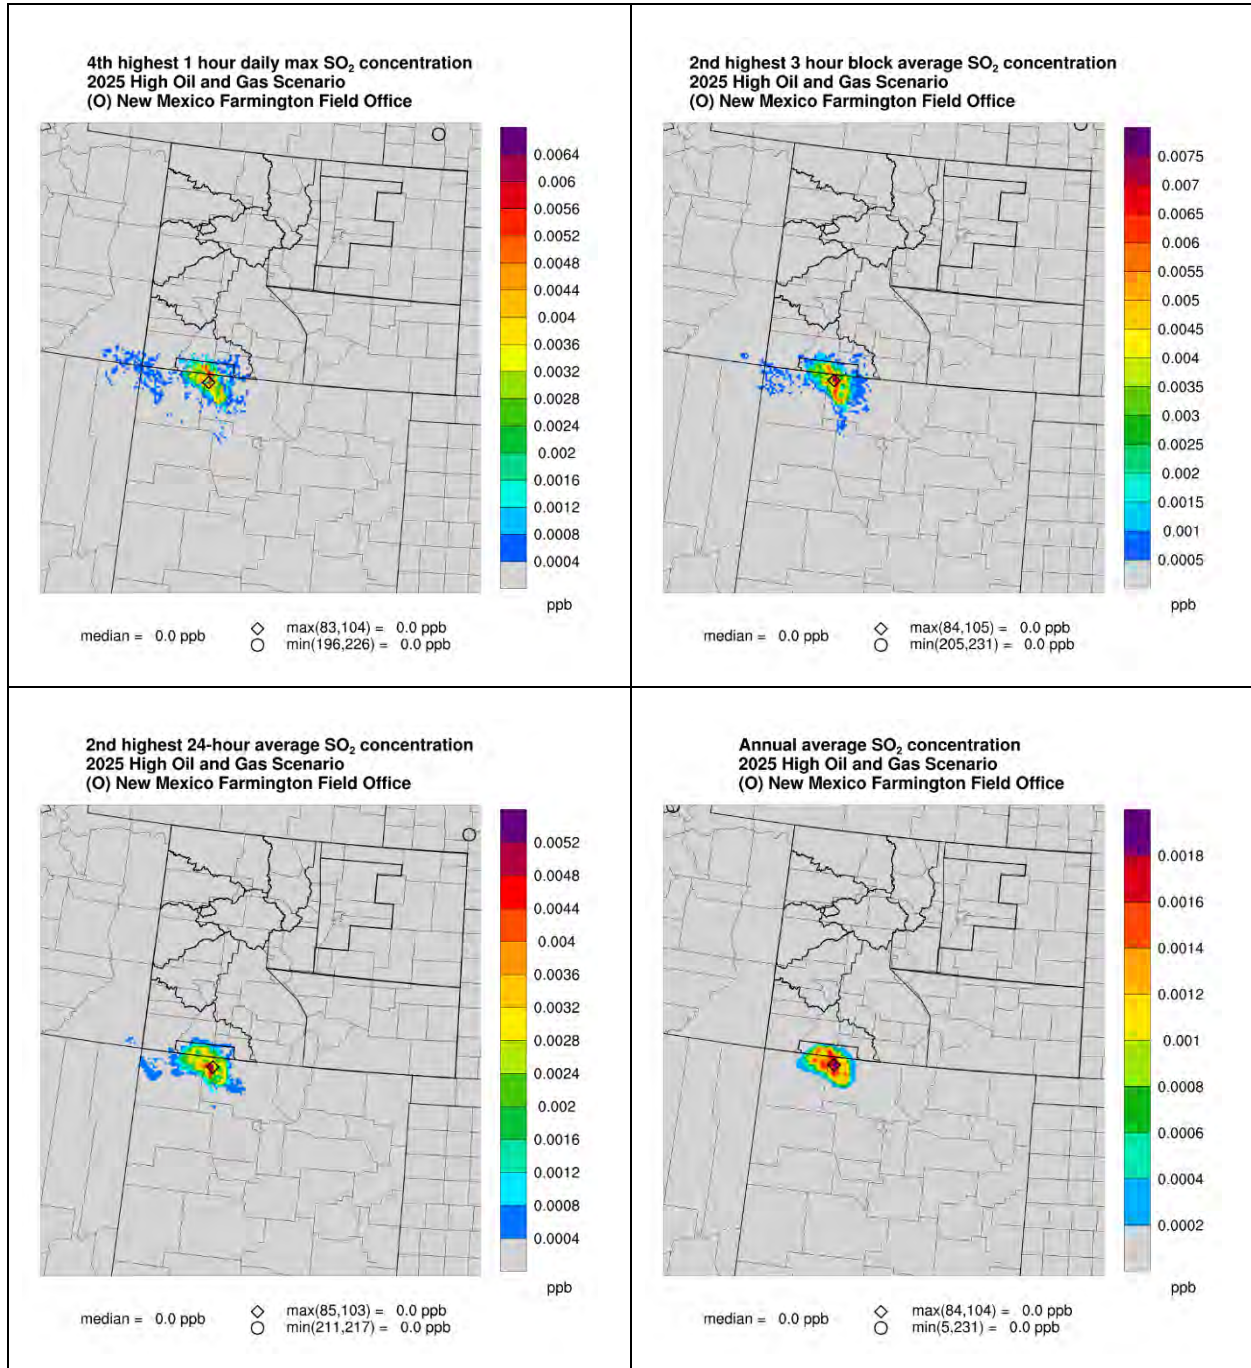 4th highest 1 hour daily max SO₂ concentration
2025 High Oil and Gas Scenario
(O) New Mexico Farmington Field Office
0.0064
0.006
0.0056
0.0052
0.0048
0.0044
0.004
0.0036
0.0032
0.0028
0.0024
0.002
0.0016
0.0012
0.0008
0.0004
ppb
median = 0.0 ppb
max(83,104) = 0.0 ppb
min(196,226) = 0.0 ppb
2nd highest 3 hour block average SO₂ concentration
2025 High Oil and Gas Scenario
(O) New Mexico Farmington Field Office
0.0075
0.007
0.0065
0.006
0.0055
0.005
0.0045
0.004
0.0035
0.003
0.0025
0.002
0.0015
0.001
0.0005
ppb
median = 0.0 ppb
max(84,105) = 0.0 ppb
min(205,231) = 0.0 ppb
2nd highest 24-hour average SO₂ concentration
2025 High Oil and Gas Scenario
(O) New Mexico Farmington Field Office
0.0052
0.0048
0.0044
0.004
0.0036
0.0032
0.0028
0.0024
0.002
0.0016
0.0012
0.0008
0.0004
ppb
median = 0.0 ppb
max(85,103) = 0.0 ppb
min(211,217) = 0.0 ppb
Annual average SO₂ concentration
2025 High Oil and Gas Scenario
(O) New Mexico Farmington Field Office
0.0018
0.0016
0.0014
0.0012
0.001
0.0008
0.0006
0.0004
0.0002
ppb
median = 0.0 ppb
max(84,104) = 0.0 ppb
min(5,231) = 0.0 ppb